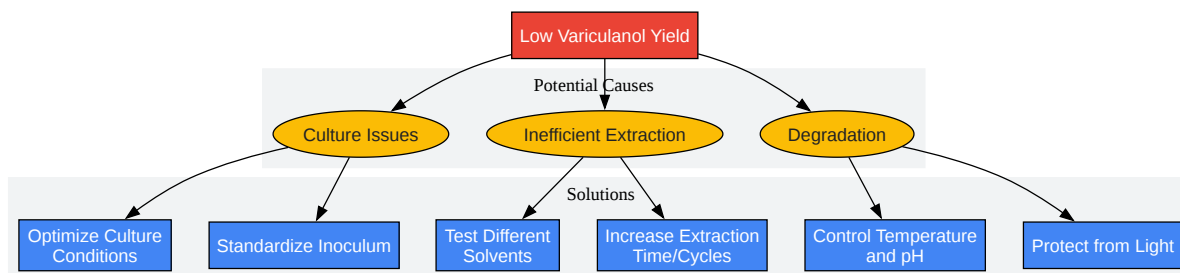 Low Variculanol Yield
Potential Causes
Culture Issues
Inefficient Extraction
Degradation
Solutions
Optimize Culture
Conditions
Standardize Inoculum
Test Different
Solvents
Increase Extraction
Time/Cycles
Control Temperature
and pH
Protect from Light